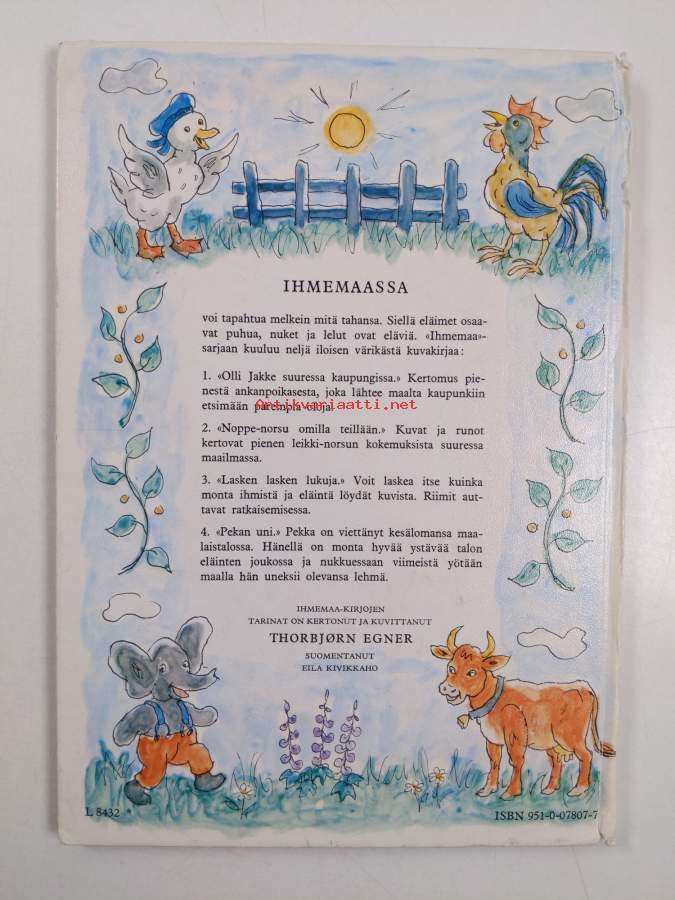 IHMEMAASSA
voi tapahtua melkein mitä tahansa. Siellä eläimet osaa-
vat puhua, nuket ja lelut ovat eläviä. «Ihmemaa»-
sarjaan kuuluu neljä iloisen värikästä kuvakirjaa:
1. «Olli Jakke suuressa kaupungissa.» Kertomus pie-
nestä ankanpoikasesta, joka lähtee maalta kaupunkiin
etsimään parempia oloja.
Antikvariaatti.net
2. «Noppe-norsu omilla teillään.» Kuvat ja runot
kertovat pienen leikki-norsun kokemuksista suuressa
maailmassa.
3. «Lasken lasken lukuja.» Voit laskea itse kuinka
monta ihmistä ja eläintä löydät kuvista. Riimit aut-
tavat ratkaisemisessa.
4. «Pekan uni.» Pekka on viettänyt kesälomansa maa-
laistalossa. Hänellä on monta hyvää ystävää talon
eläinten joukossa ja nukkuessaan viimeistä yötään
maalla hän uneksii olevansa lehmä.
IHMEMAA-KIRJOJEN
TARINAT ON KERTONUT JA KUVITTANUT
THORBJØRN EGNER
SUOMENTANUT
EILA KIVIKKAHO
L 8432
ISBN 951-0-07807-7